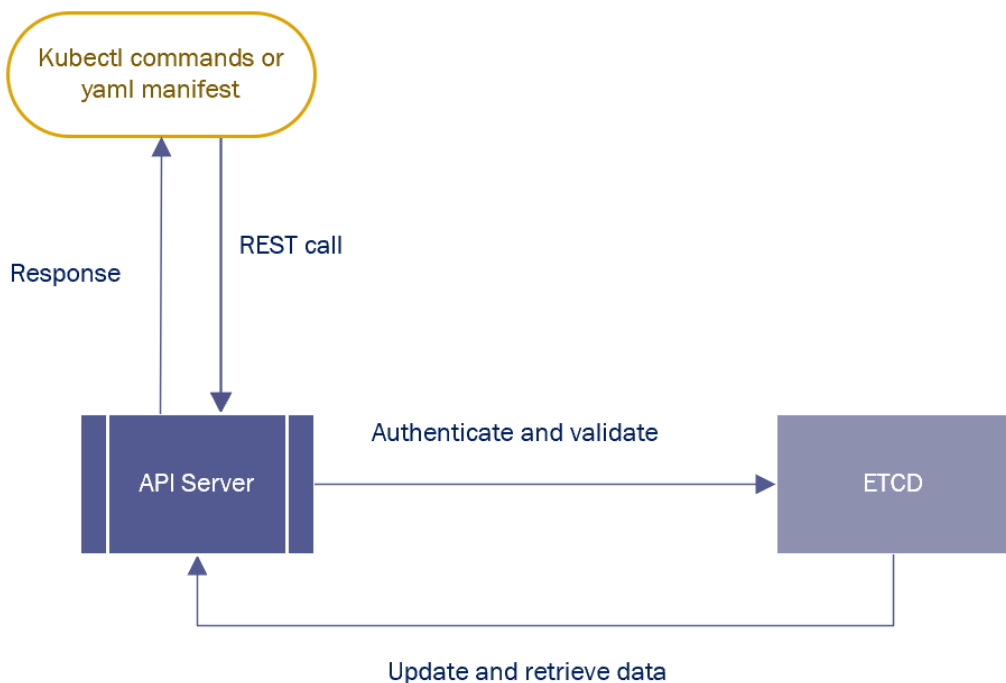 Kubectl commands or
yaml manifest
REST call
Response
Authenticate and validate
API Server
ETCD
Update and retrieve data